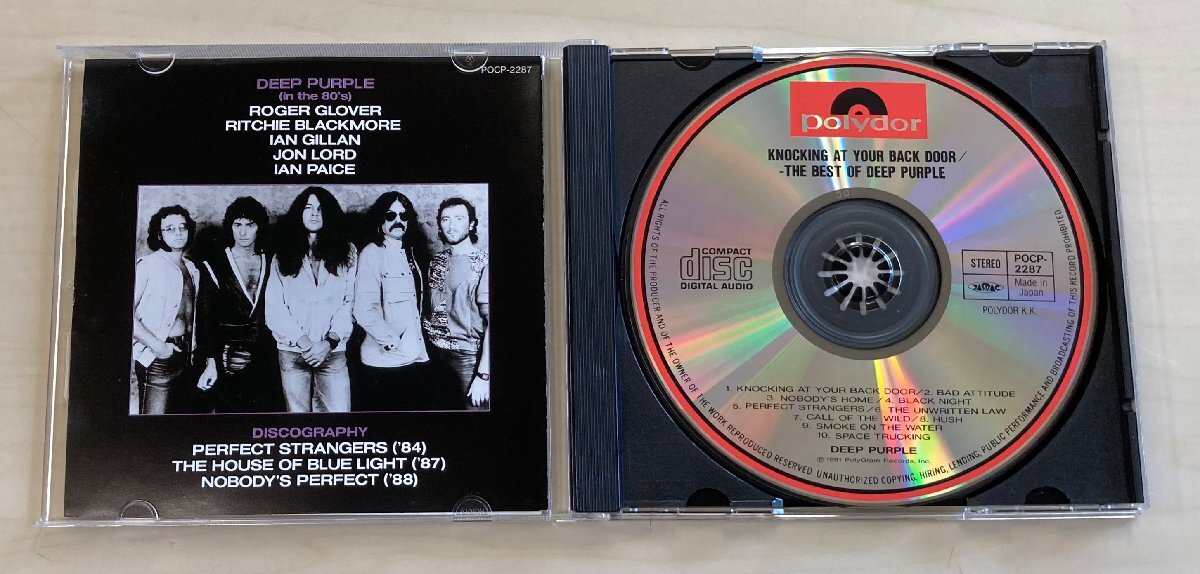 POCP-2287
DEEP PURPLE
(in the 80's)
ROGER GLOVER
RITCHIE BLACKMORE
IAN GILLAN
JON LORD
IAN PAICE
DISCOGRAPHY
PERFECT STRANGERS ('84)
THE HOUSE OF BLUE LIGHT ('87)
NOBODY'S PERFECT ('88)
polydor
KNOCKING AT YOUR BACK DOOR/
-THE BEST OF DEEP PURPLE
COMPACT
disc
DIGITAL AUDIO
STEREO
POCP-
2287
JASRAC
Made in
Japan
POLYDOR K.K.
1. KNOCKING AT YOUR BACK DOOR/2. BAD ATTITUDE
3. NOBODY'S HOME/4. BLACK NIGHT
5. PERFECT STRANGERS/6. THE UNWRITTEN LAW
7. CALL OF THE WILD/8. HUSH
9. SMOKE ON THE WATER
10. SPACE TRUCKING
DEEP PURPLE
℗ 1991 PolyGram Records, Inc.
ALL RIGHTS OF THE PRODUCER AND OF THE OWNER OF THE WORK REPRODUCED RESERVED. UNAUTHORIZED COPYING, HIRING, LENDING, PUBLIC PERFORMANCE AND BROADCASTING OF THIS RECORD PROHIBITED.